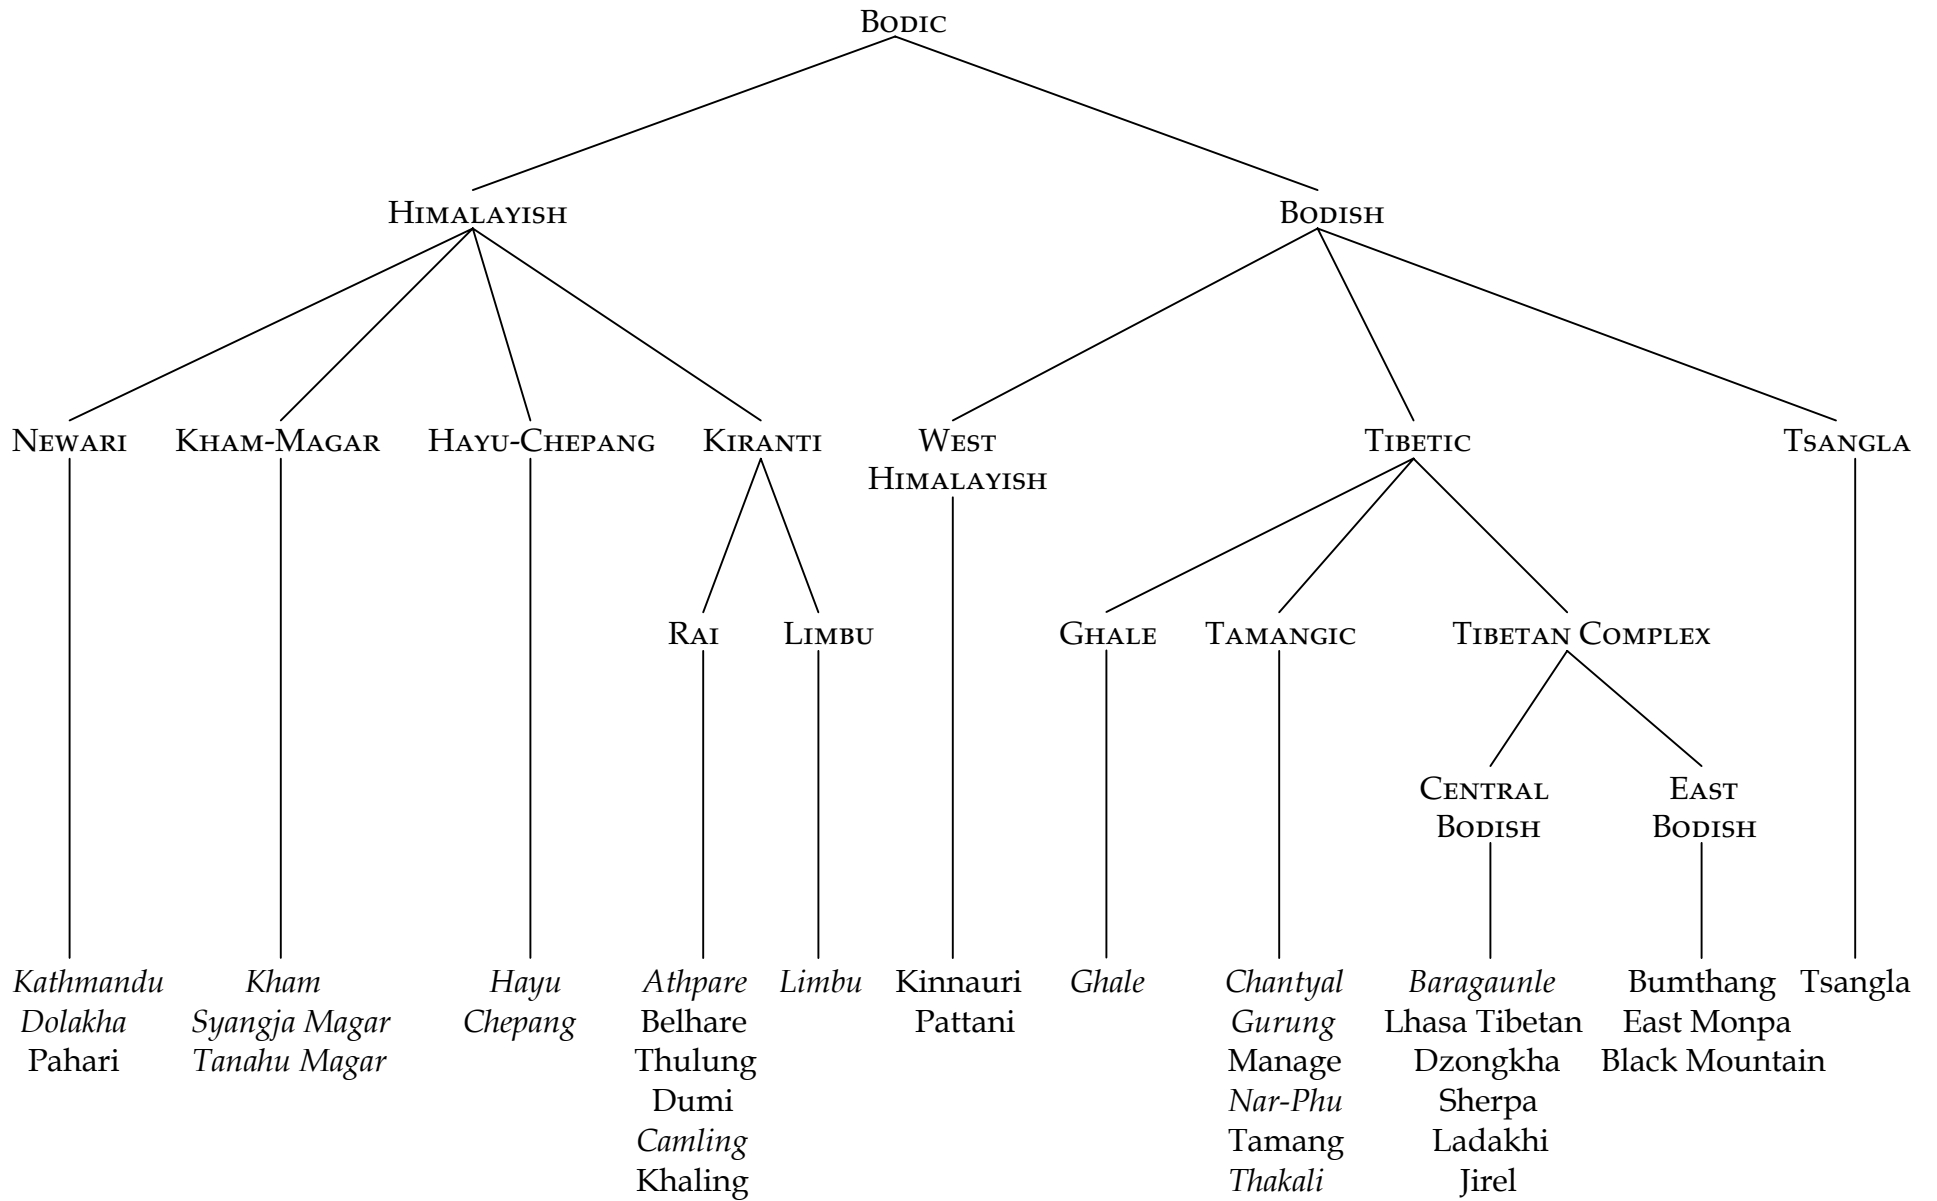 BODIC
HIMALAYISH
BODISH
NEWARI
KHAM-MAGAR
HAYU-CHEPANG
KIRANTI
WEST
HIMALAYISH
TIBETIC
TSANGLA
RAI
LIMBU
GHALE
TAMANGIC
TIBETAN COMPLEX
CENTRAL
BODISH
EAST
BODISH
Kathmandu
Dolakha
Pahari
Kham
Syangja Magar
Tanahu Magar
Hayu
Chepang
Athpare
Belhare
Thulung
Dumi
Camling
Khaling
Limbu
Kinnauri
Pattani
Ghale
Chantyal
Gurung
Manage
Nar-Phu
Tamang
Thakali
Baragaunle
Lhasa Tibetan
Dzongkha
Sherpa
Ladakhi
Jirel
Bumthang
East Monpa
Black Mountain
Tsangla